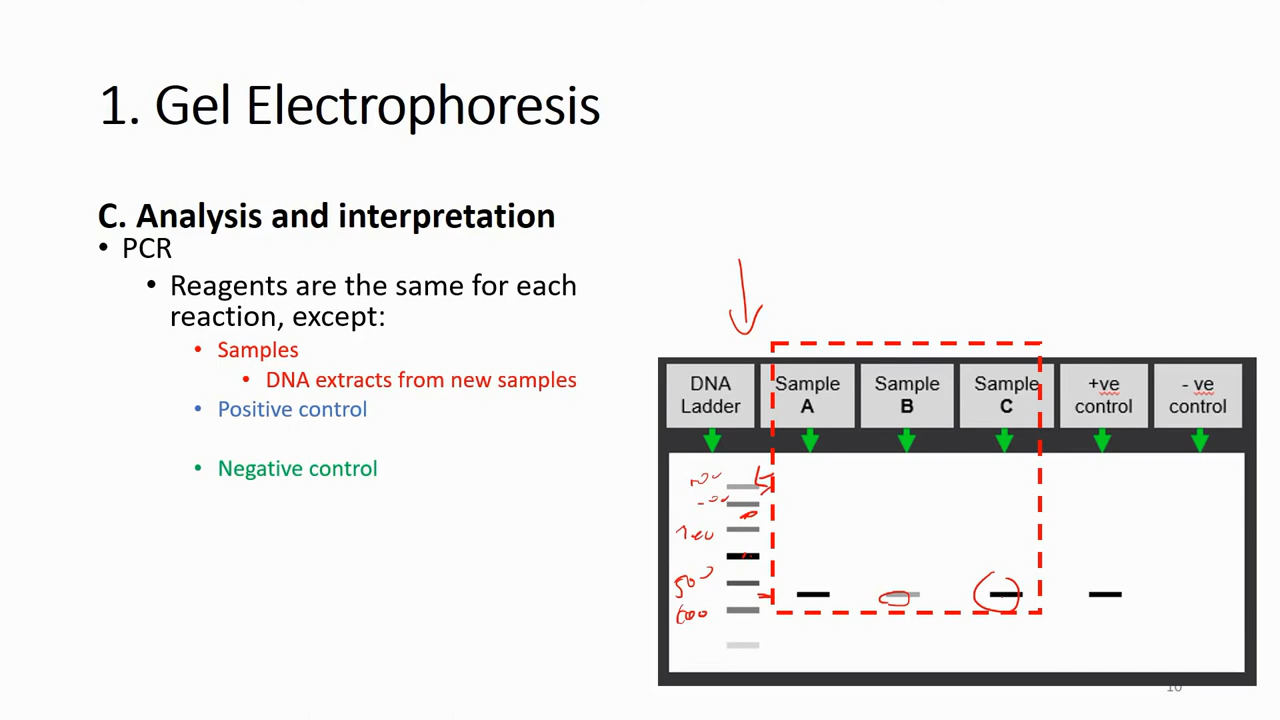 1. Gel Electrophoresis
C. Analysis and interpretation
• PCR
• Reagents are the same for each
reaction, except:
• Samples
• DNA extracts from new samples
• Positive control
• Negative control
DNA
Ladder
Sample
A
Sample
B
Sample
C
+ve
control
- ve
control
500
10